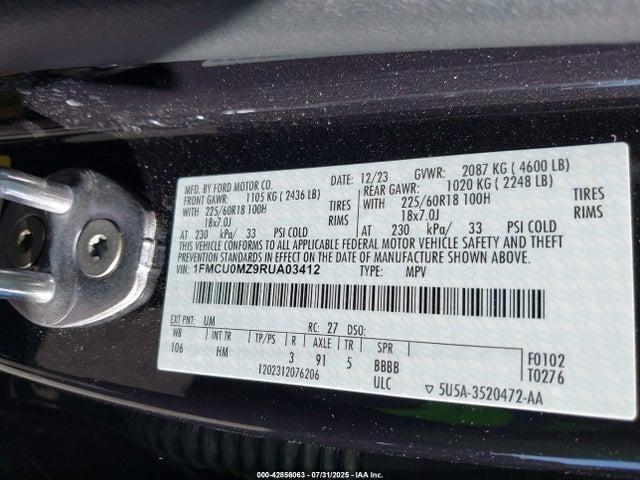 MFD. BY FORD MOTOR CO. 12/23 GVWR: 2087 KG ( 4600 LB)
FRONT GAWR: 1105 KG ( 2436 LB) REAR GAWR: 1020 KG ( 2248 LB)
WITH 225/60R18 100H TIRES WITH 225/60R18 100H TIRES
18x7.0J RIMS 18x7.0J RIMS
AT 230 kPa/ 33 PSI COLD AT 230 kPa/ 33 PSI COLD
THIS VEHICLE CONFORMS TO ALL APPLICABLE FEDERAL MOTOR VEHICLE SAFETY AND THEFT
PREVENTION STANDARDS IN EFFECT ON THE DATE OF MANUFACTURE SHOWN ABOVE.
VIN: 1FMCU0MZ9RUA03412 TYPE: MPV
EXT PNT: UM RC: 27 DSO:
WB INT TR TP/PS R AXLE TR SPR
106 HM 3 91 5 BBBB F0102
1202312076206 ULC T0276
5U5A-3520472-AA
000-42856063 - 07/31/2025 - IAA Inc.